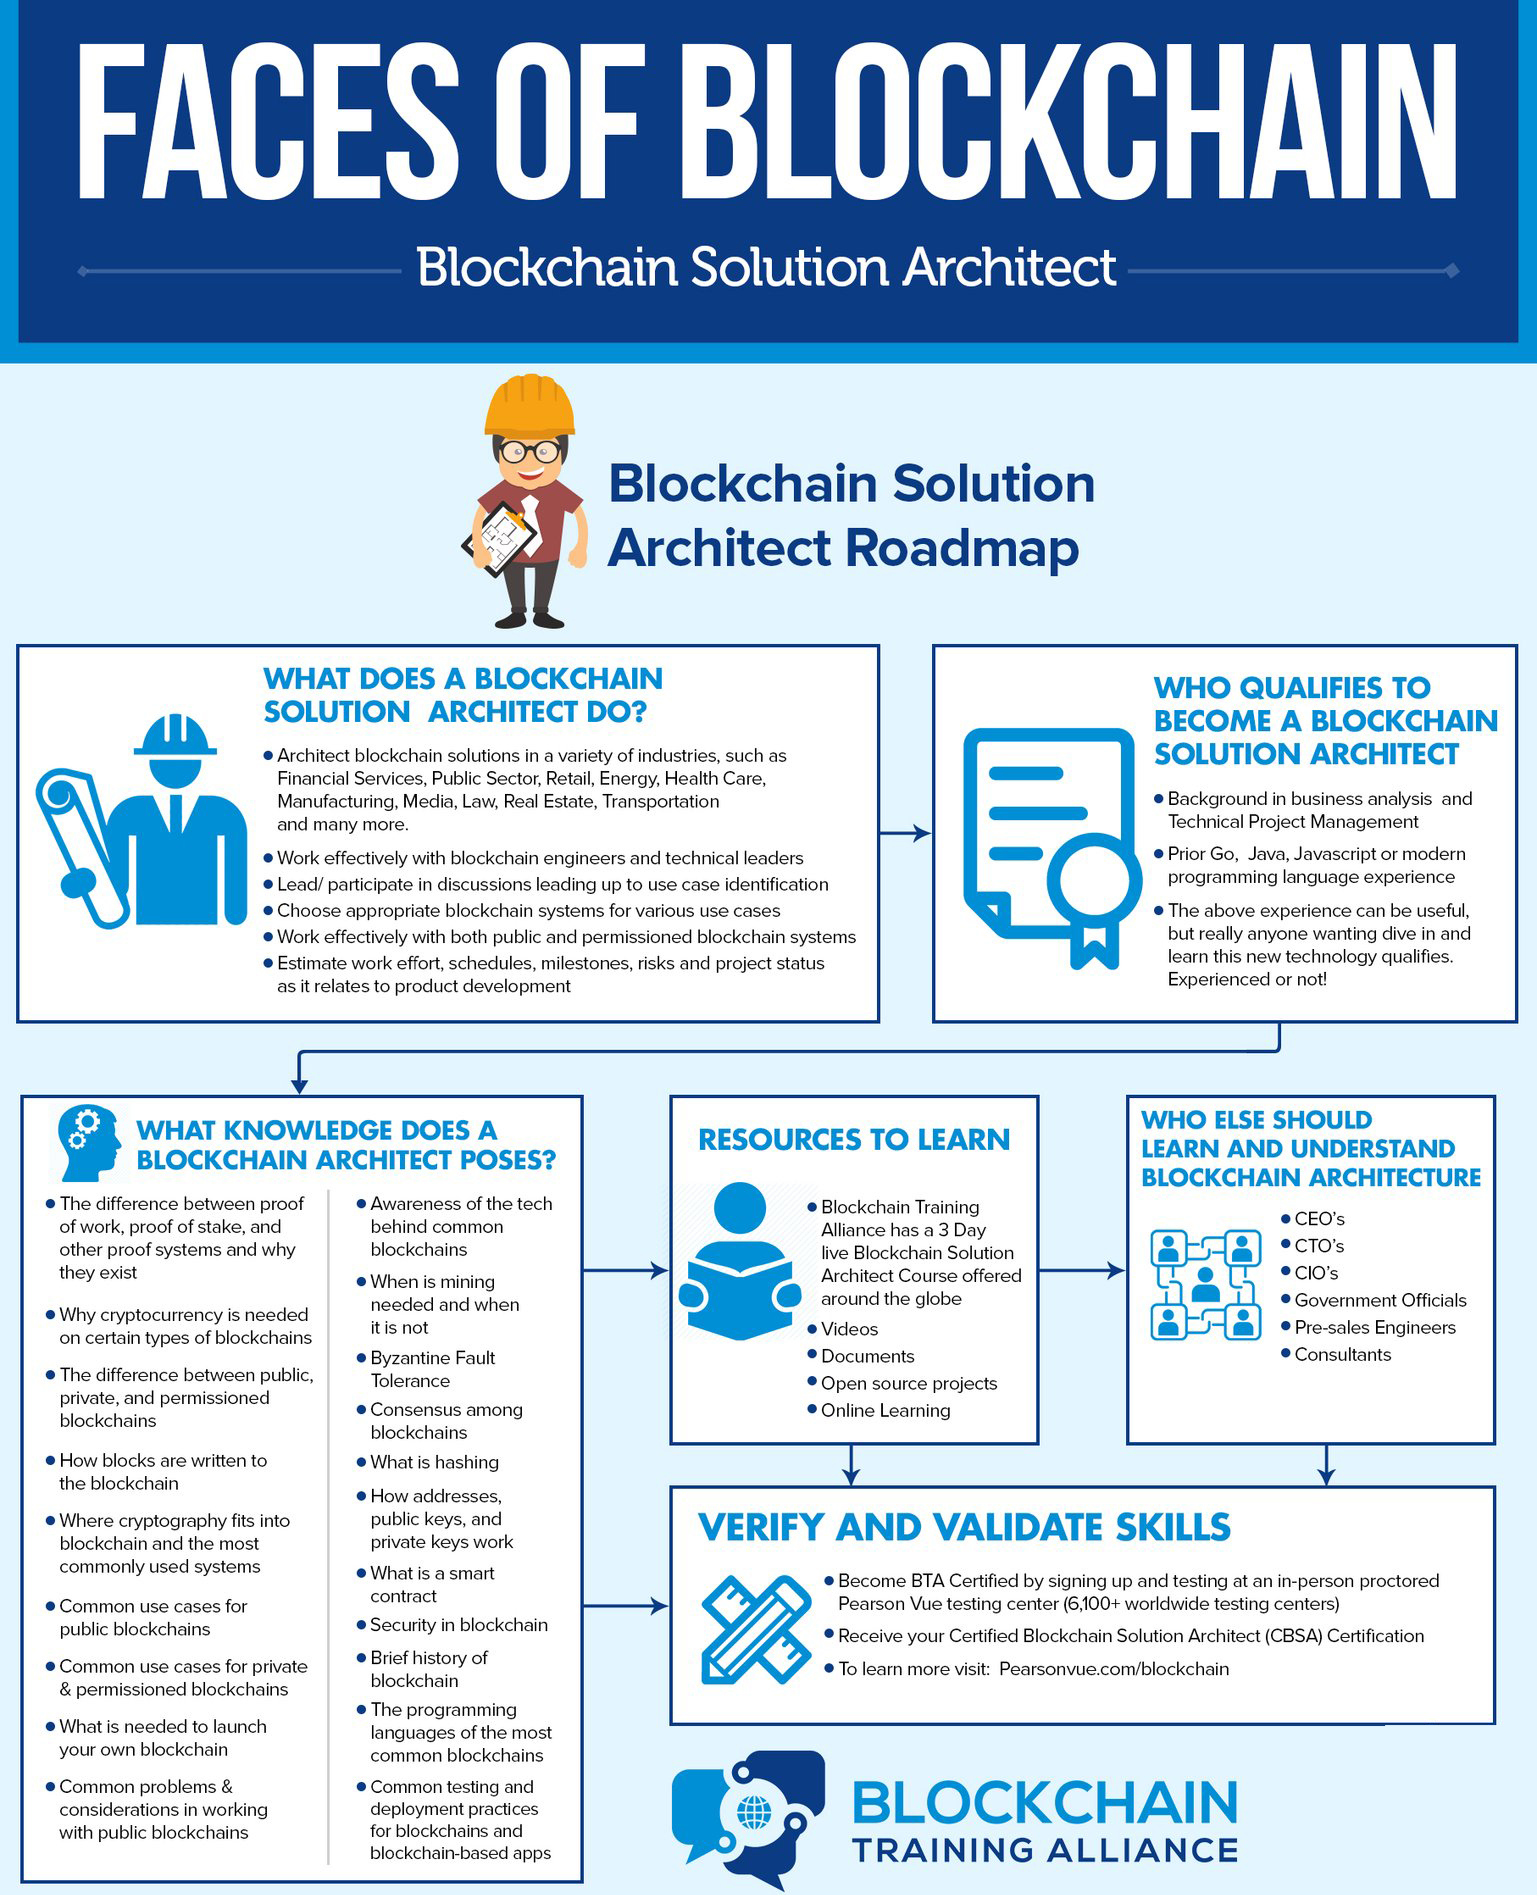 FACES OF BLOCKCHAIN
Blockchain Solution Architect
Blockchain Solution
Architect Roadmap
WHAT DOES A BLOCKCHAIN
SOLUTION ARCHITECT DO?
• Architect blockchain solutions in a variety of industries, such as
Financial Services, Public Sector, Retail, Energy, Health Care,
Manufacturing, Media, Law, Real Estate, Transportation
and many more.
• Work effectively with blockchain engineers and technical leaders
• Lead/ participate in discussions leading up to use case identification
• Choose appropriate blockchain systems for various use cases
• Work effectively with both public and permissioned blockchain systems
• Estimate work effort, schedules, milestones, risks and project status
as it relates to product development
WHO QUALIFIES TO
BECOME A BLOCKCHAIN
SOLUTION ARCHITECT
• Background in business analysis and
Technical Project Management
• Prior Go, Java, Javascript or modern
programming language experience
• The above experience can be useful,
but really anyone wanting dive in and
learn this new technology qualifies.
Experienced or not!
WHAT KNOWLEDGE DOES A
BLOCKCHAIN ARCHITECT POSES?
• The difference between proof
of work, proof of stake, and
other proof systems and why
they exist
• Why cryptocurrency is needed
on certain types of blockchains
• The difference between public,
private, and permissioned
blockchains
• How blocks are written to
the blockchain
• Where cryptography fits into
blockchain and the most
commonly used systems
• Common use cases for
public blockchains
• Common use cases for private
& permissioned blockchains
• What is needed to launch
your own blockchain
• Common problems &
considerations in working
with public blockchains
• Awareness of the tech
behind common
blockchains
• When is mining
needed and when
it is not
• Byzantine Fault
Tolerance
• Consensus among
blockchains
• What is hashing
• How addresses,
public keys, and
private keys work
• What is a smart
contract
• Security in blockchain
• Brief history of
blockchain
• The programming
languages of the most
common blockchains
• Common testing and
deployment practices
for blockchains and
blockchain-based apps
RESOURCES TO LEARN
• Blockchain Training
Alliance has a 3 Day
live Blockchain Solution
Architect Course offered
around the globe
• Videos
• Documents
• Open source projects
• Online Learning
WHO ELSE SHOULD
LEARN AND UNDERSTAND
BLOCKCHAIN ARCHITECTURE
• CEO's
• CTO's
• CIO's
• Government Officials
• Pre-sales Engineers
• Consultants
VERIFY AND VALIDATE SKILLS
• Become BTA Certified by signing up and testing at an in-person proctored
Pearson Vue testing center (6,100+ worldwide testing centers)
• Receive your Certified Blockchain Solution Architect (CBSA) Certification
• To learn more visit: Pearsonvue.com/blockchain
BLOCKCHAIN
TRAINING ALLIANCE